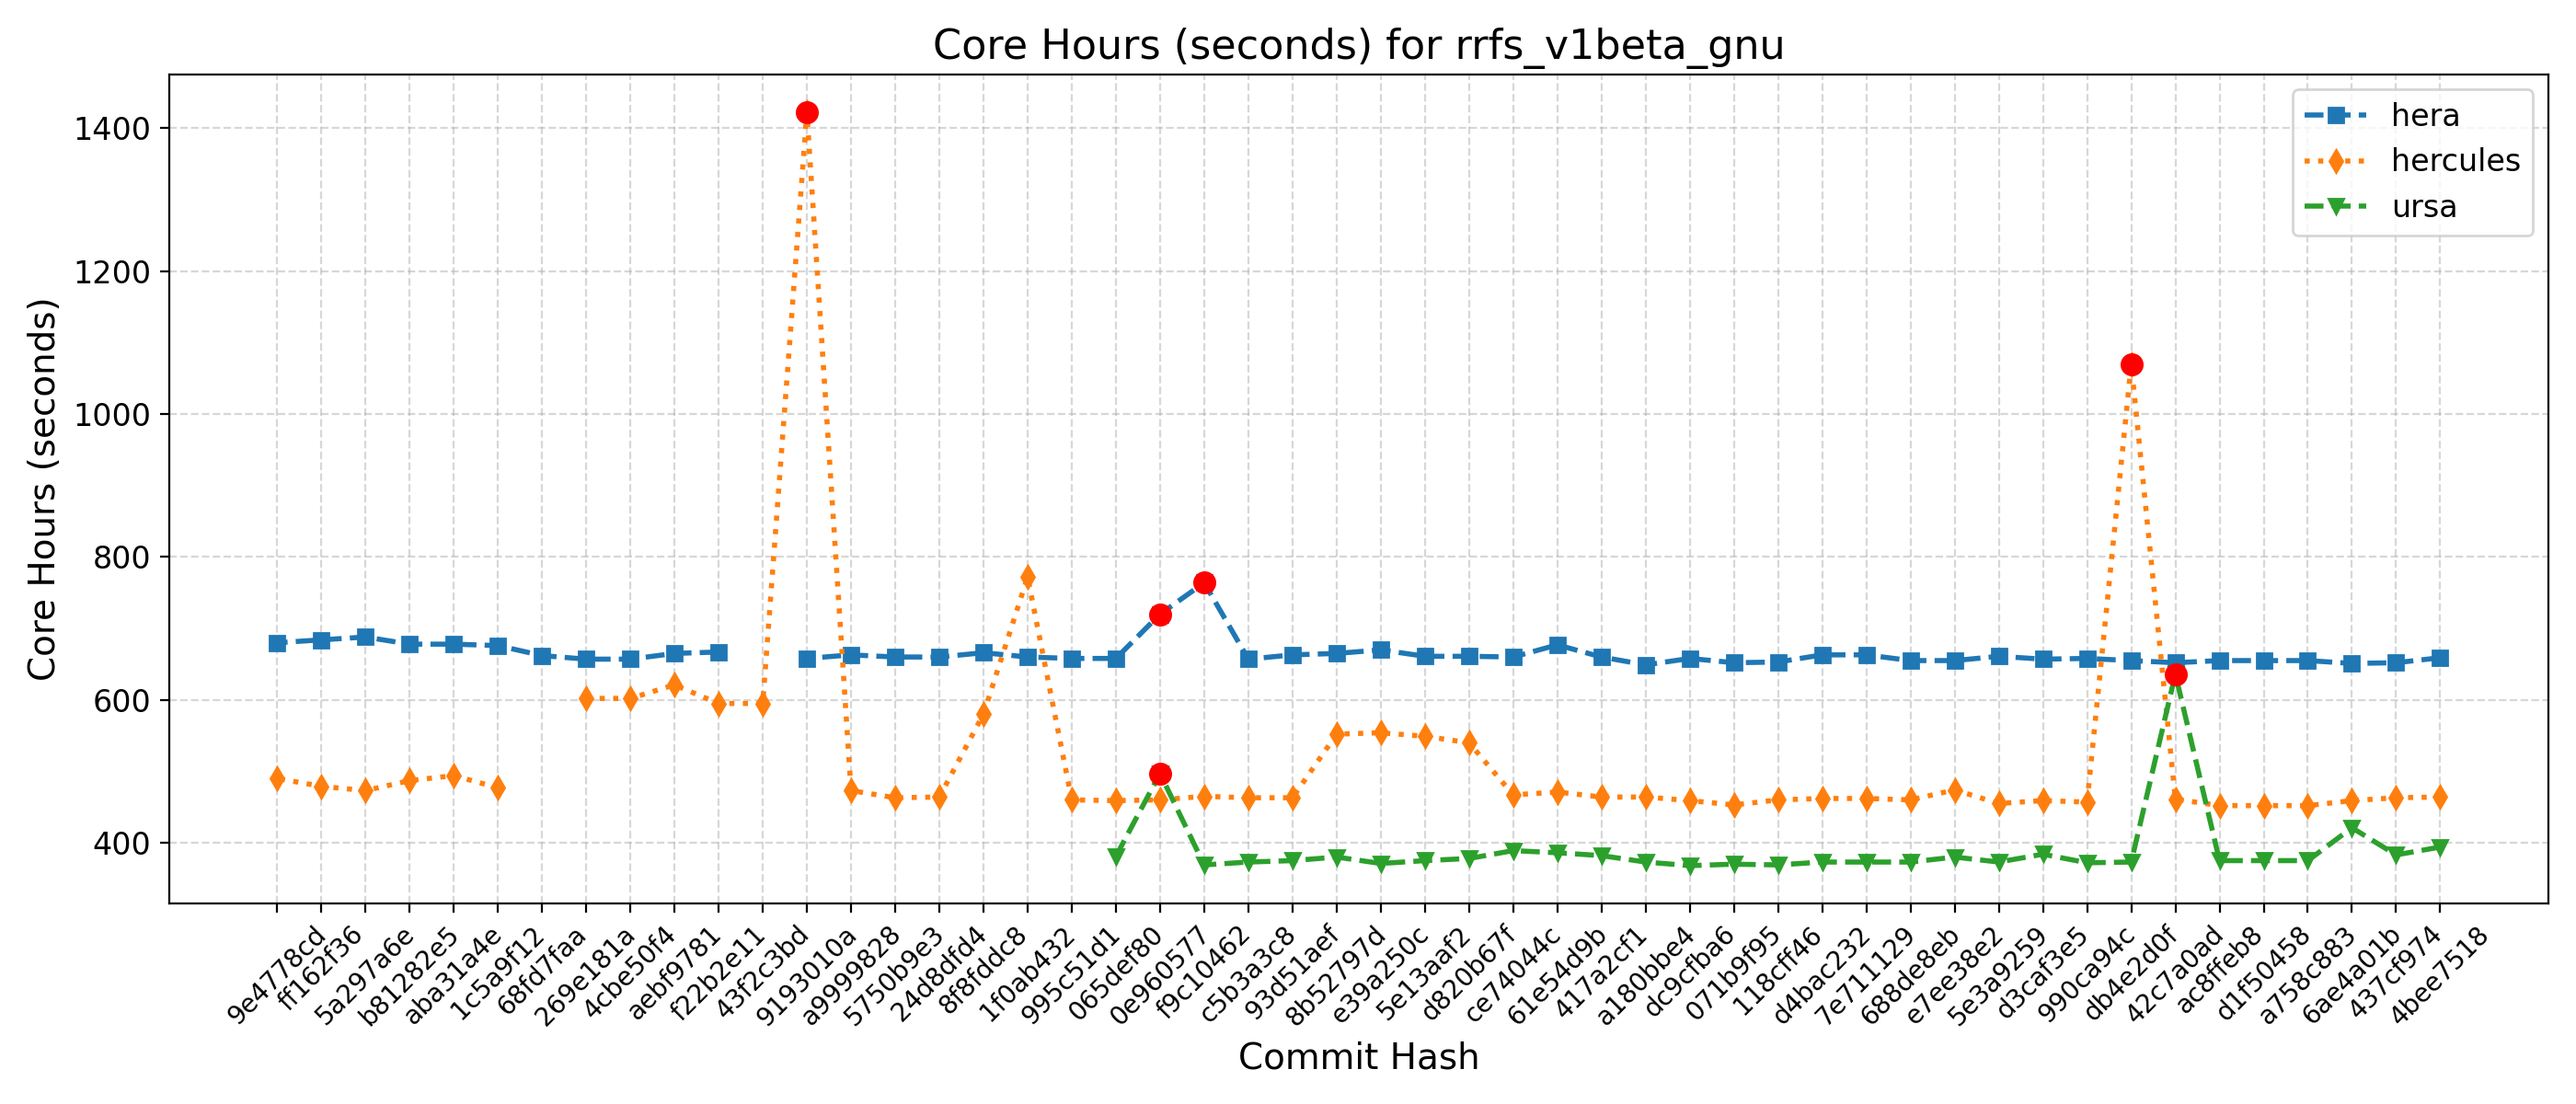 Core Hours (seconds) for rrfs_v1beta_gnu
Core Hours (seconds)
1400
1200
1000
800
600
400
hera
hercules
ursa
9e4778cd
ff162f36
5a297a6e
b81282e5
aba31a4e
1c5a9f12
68fd7faa
269e181a
4cbe50f4
aebf9781
f22b2e11
43f2c3bd
9193010a
a9999828
5750b9e3
24d8dfd4
8f8fddc8
1f0ab432
995c51d1
065def80
0e960577
f9c10462
c5b3a3c8
93d51aef
8b52797d
e39a250c
5e13aaf2
d820b67f
ce74044c
61e54d9b
417a2cf1
a180bbe4
dc9cfba6
071b9f95
118cff46
d4bac232
7e711129
688de8eb
e7ee38e2
5e3a9259
d3caf3e5
990ca94c
db4e2d0f
42c7a0ad
ac8ffeb8
d1f50458
a758c883
6ae4a01b
437cf974
4bee7518
Commit Hash